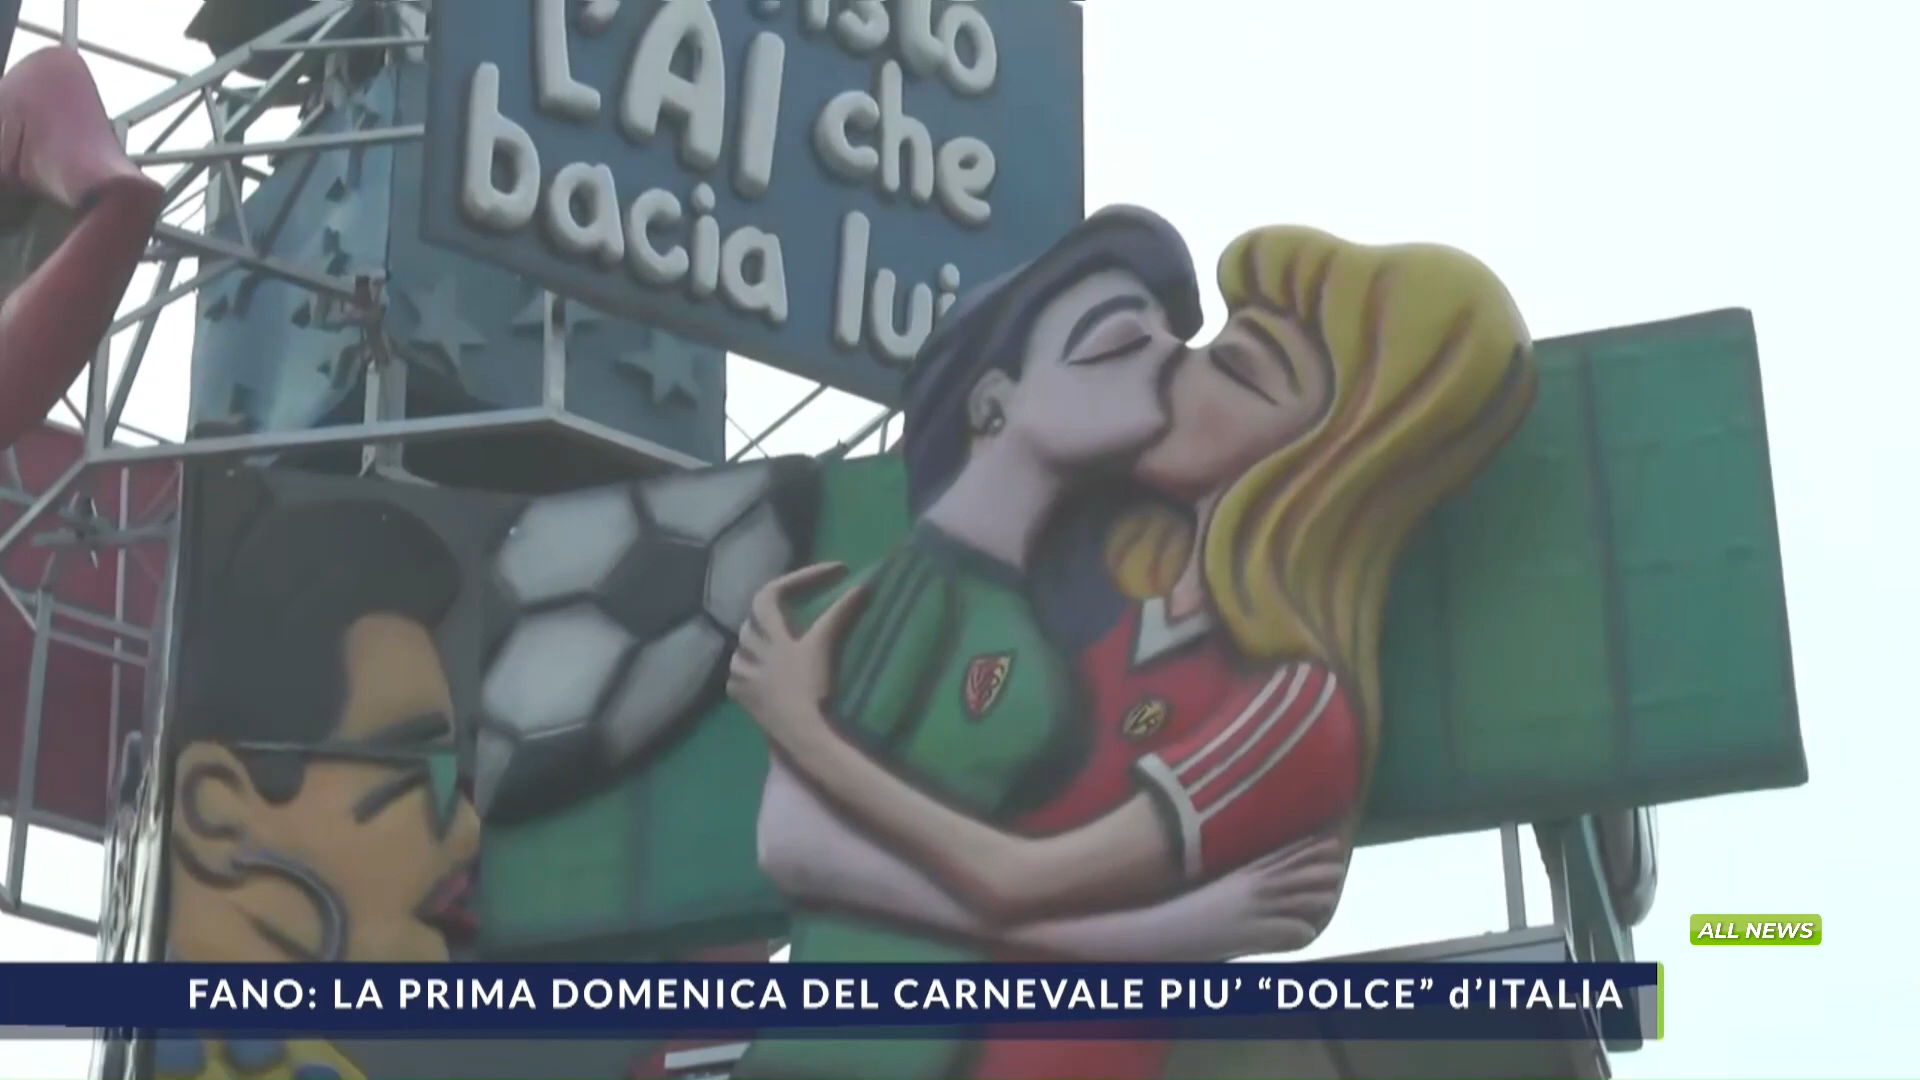 L'AI che
bacia lui
ALL NEWS
FANO: LA PRIMA DOMENICA DEL CARNEVALE PIU' “DOLCE” d'ITALIA